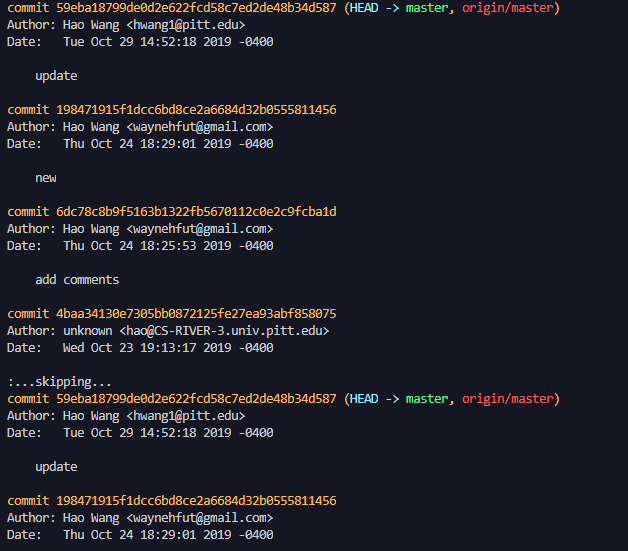 commit 59eba18799de0d2e622fcd58c7ed2de48b34d587 (HEAD -> master, origin/master)
Author: Hao Wang <hwang1@pitt.edu>
Date:   Tue Oct 29 14:52:18 2019 -0400
    update
commit 198471915f1dcc6bd8ce2a6684d32b0555811456
Author: Hao Wang <waynehfut@gmail.com>
Date:   Thu Oct 24 18:29:01 2019 -0400
    new
commit 6dc78c8b9f5163b1322fb5670112c0e2c9fcba1d
Author: Hao Wang <waynehfut@gmail.com>
Date:   Thu Oct 24 18:25:53 2019 -0400
    add comments
commit 4baa34130e7305bb0872125fe27ea93abf858075
Author: unknown <hao@CS-RIVER-3.univ.pitt.edu>
Date:   Wed Oct 23 19:13:17 2019 -0400
:...skipping...
commit 59eba18799de0d2e622fcd58c7ed2de48b34d587 (HEAD -> master, origin/master)
Author: Hao Wang <hwang1@pitt.edu>
Date:   Tue Oct 29 14:52:18 2019 -0400
    update
commit 198471915f1dcc6bd8ce2a6684d32b0555811456
Author: Hao Wang <waynehfut@gmail.com>
Date:   Thu Oct 24 18:29:01 2019 -0400